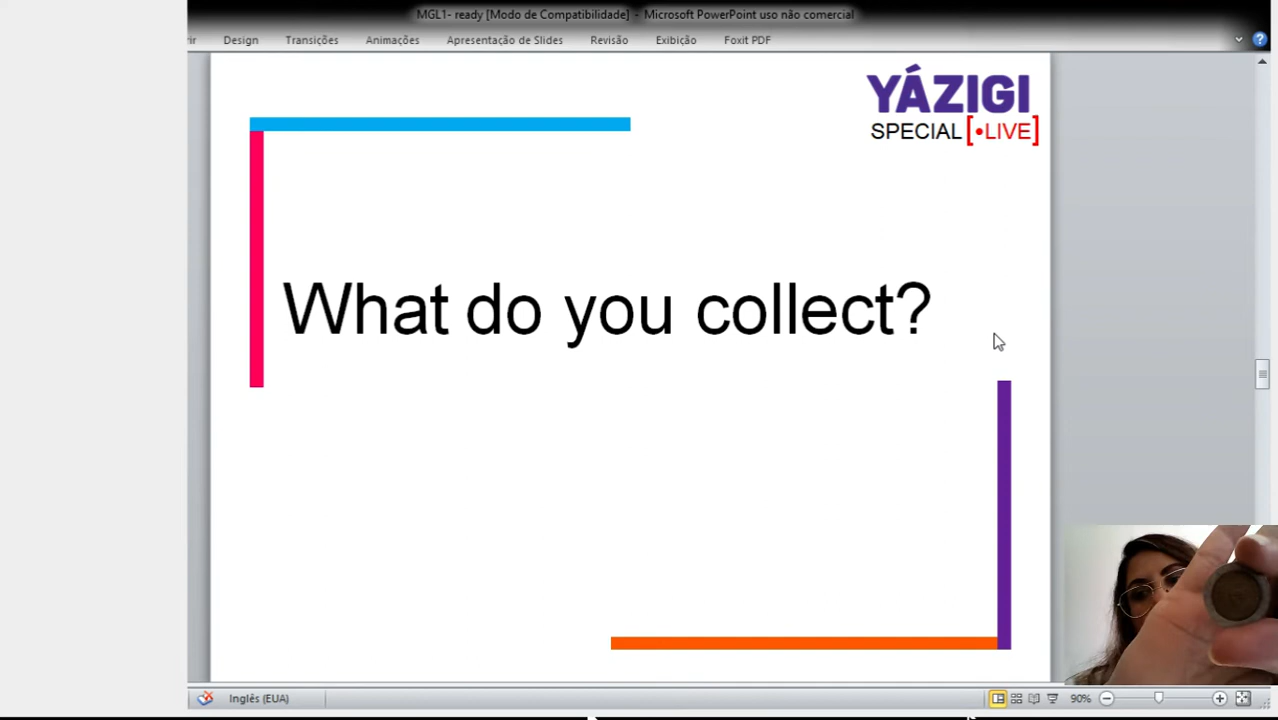 MGL1- ready [Modo de Compatibilidade] - Microsoft PowerPoint uso não comercial
rir Design Transições Animações Apresentação de Slides Revisão Exibição Foxit PDF
YÁZIGI
SPECIAL [•LIVE]
What do you collect?
Inglês (EUA) 90%